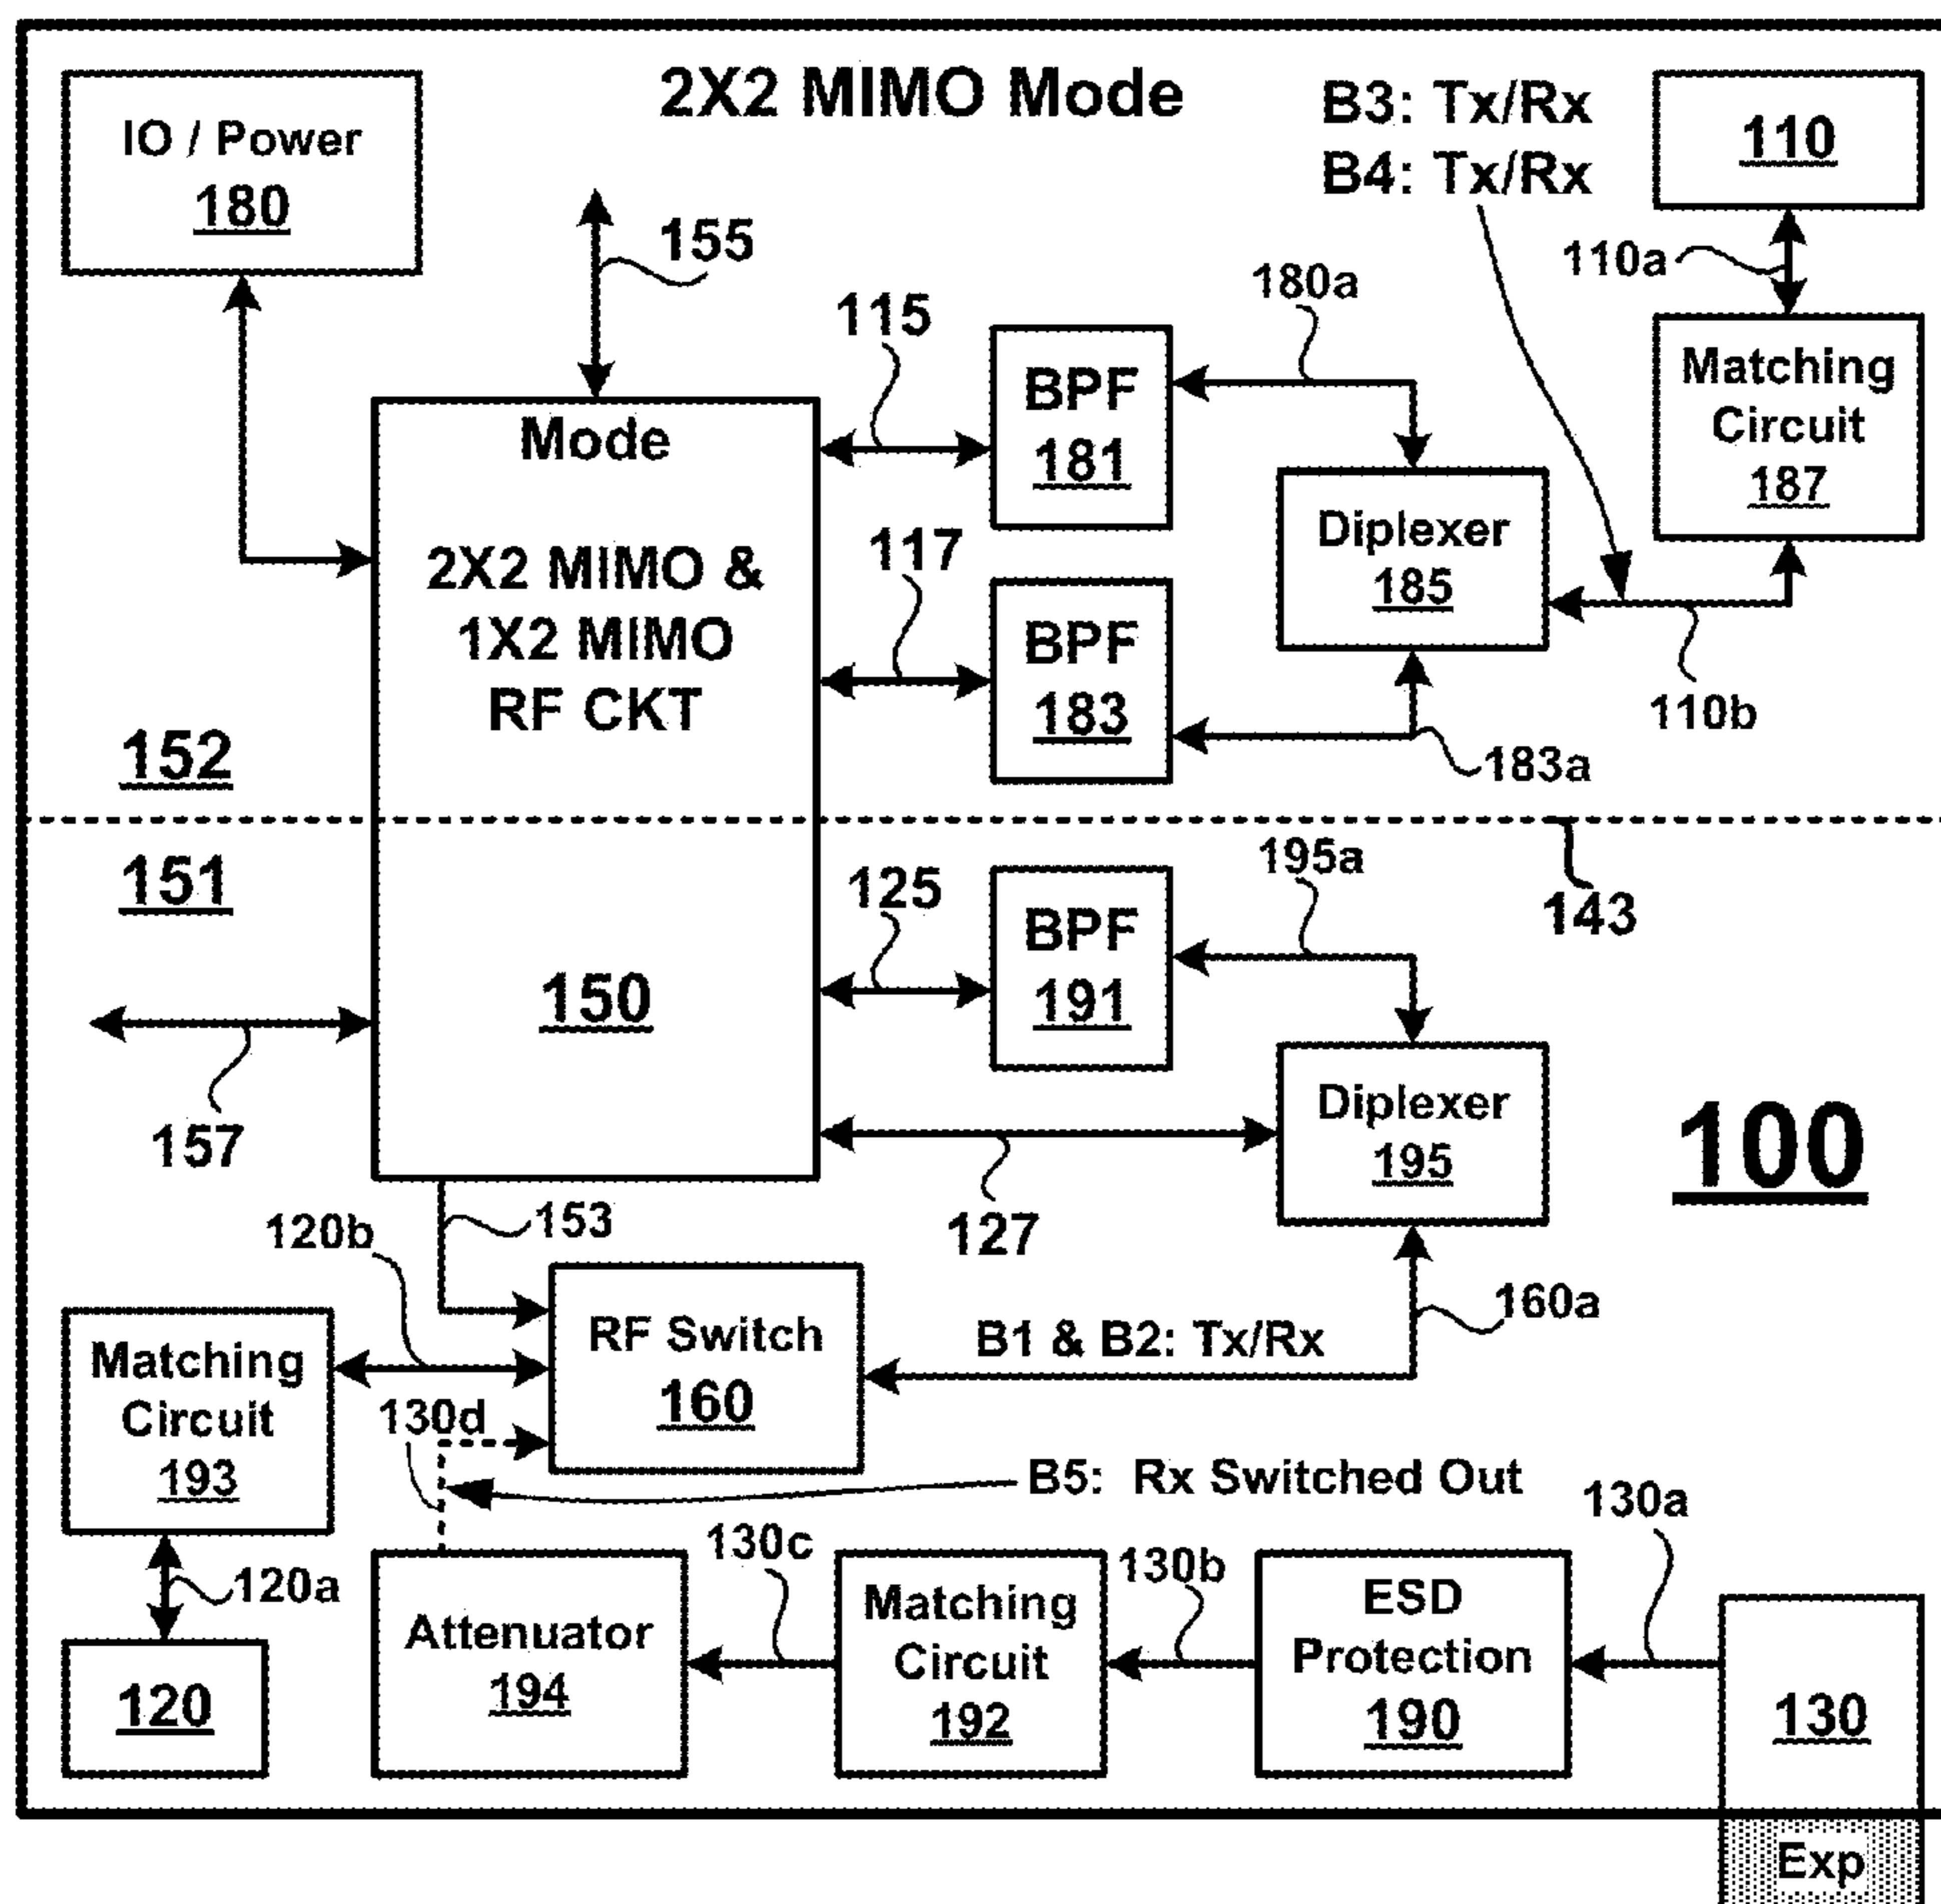 2X2 MIMO Mode
IO / Power
180
155
B3: Tx/Rx
B4: Tx/Rx
110
110a
180a
115
BPF
181
Matching
Circuit
187
Mode
2X2 MIMO &
1X2 MIMO
RF CKT
117
BPF
183
Diplexer
185
110b
183a
152
151
143
125
195a
BPF
191
150
157
Diplexer
195
100
127
153
120b
160a
RF Switch
160
B1 & B2: Tx/Rx
Matching
Circuit
193
130d
B5: Rx Switched Out
130a
120a
130c
130b
120
Attenuator
194
Matching
Circuit
192
ESD
Protection
190
130
Exp